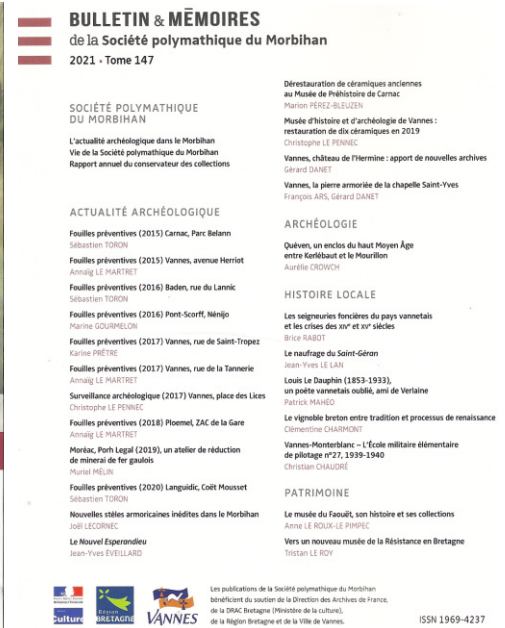 BULLETIN & MĒMOIRES
de la Société polymathique du Morbihan
2021 • Tome 147
SOCIÉTÉ POLYMATHIQUE
DU MORBIHAN
L'actualité archéologique dans le Morbihan
Vie de la Société polymathique du Morbihan
Rapport annuel du conservateur des collections
ACTUALITÉ ARCHÉOLOGIQUE
Fouilles préventives (2015) Carnac, Parc Belann
Sébastien TORON
Fouilles préventives (2015) Vannes, avenue Herriot
Annaïg LE MARTRET
Fouilles préventives (2016) Baden, rue du Lannic
Sébastien TORON
Fouilles préventives (2016) Pont-Scorff, Nénijo
Marine GOURMELON
Fouilles préventives (2017) Vannes, rue de Saint-Tropez
Karine PRÊTRE
Fouilles préventives (2017) Vannes, rue de la Tannerie
Annaïg LE MARTRET
Surveillance archéologique (2017) Vannes, place des Lices
Christophe LE PENNEC
Fouilles préventives (2018) Ploemel, ZAC de la Gare
Annaïg LE MARTRET
Moréac, Porh Legal (2019), un atelier de réduction
de minerai de fer gaulois
Muriel MÉLIN
Fouilles préventives (2020) Languidic, Coët Mousset
Sébastien TORON
Nouvelles stèles armoricaines inédites dans le Morbihan
Joël LECORNEC
Le Nouvel Esperandieu
Jean-Yves ÉVEILLARD
Dérestauration de céramiques anciennes
au Musée de Préhistoire de Carnac
Marion PÉREZ-BLEUZEN
Musée d'histoire et d'archéologie de Vannes :
restauration de dix céramiques en 2019
Christophe LE PENNEC
Vannes, château de l'Hermine : apport de nouvelles archives
Gérard DANET
Vannes, la pierre armoriée de la chapelle Saint-Yves
François ARS, Gérard DANET
ARCHÉOLOGIE
Quéven, un enclos du haut Moyen Âge
entre Kerlébaut et le Mourillon
Aurélie CROWCH
HISTOIRE LOCALE
Les seigneuries foncières du pays vannetais
et les crises des XIVe et XVe siècles
Brice RABOT
Le naufrage du Saint-Géran
Jean-Yves LE LAN
Louis Le Dauphin (1853-1933),
un poète vannetais oublié, ami de Verlaine
Patrick MAHÉO
Le vignoble breton entre tradition et processus de renaissance
Clémentine CHARMONT
Vannes-Monterblanc – L'École militaire élémentaire
de pilotage n°27, 1939-1940
Christian CHAUDRÉ
PATRIMOINE
Le musée du Faouët, son histoire et ses collections
Anne LE ROUX-LE PIMPEC
Vers un nouveau musée de la Résistance en Bretagne
Tristan LE ROY
Culture
Région
BRETAGNE
VANNES
Les publications de la Société polymathique du Morbihan
bénéficient du soutien de la Direction des Archives de France,
de la DRAC Bretagne (Ministère de la culture),
de la Région Bretagne et de la Ville de Vannes.
ISSN 1969-4237